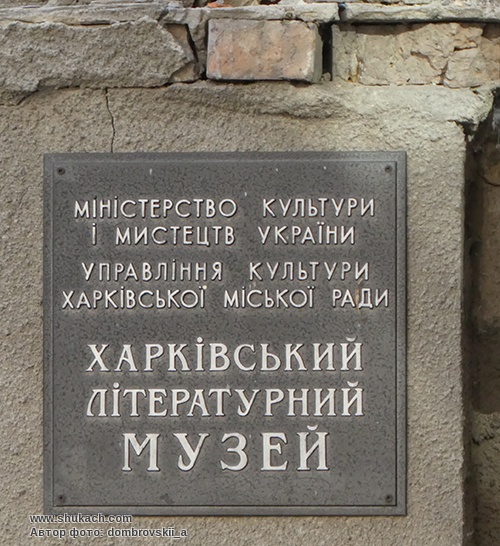 МІНІСТЕРСТВО КУЛЬТУРИ
І МИСТЕЦТВ УКРАЇНИ
УПРАВЛІННЯ КУЛЬТУРИ
ХАРКІВСЬКОЇ МІСЬКОЇ РАДИ
ХАРКІВСЬКИЙ
ЛІТЕРАТУРНИЙ
МУЗЕЙ
www.shukach.com
Автор фото: dombrovskii_a